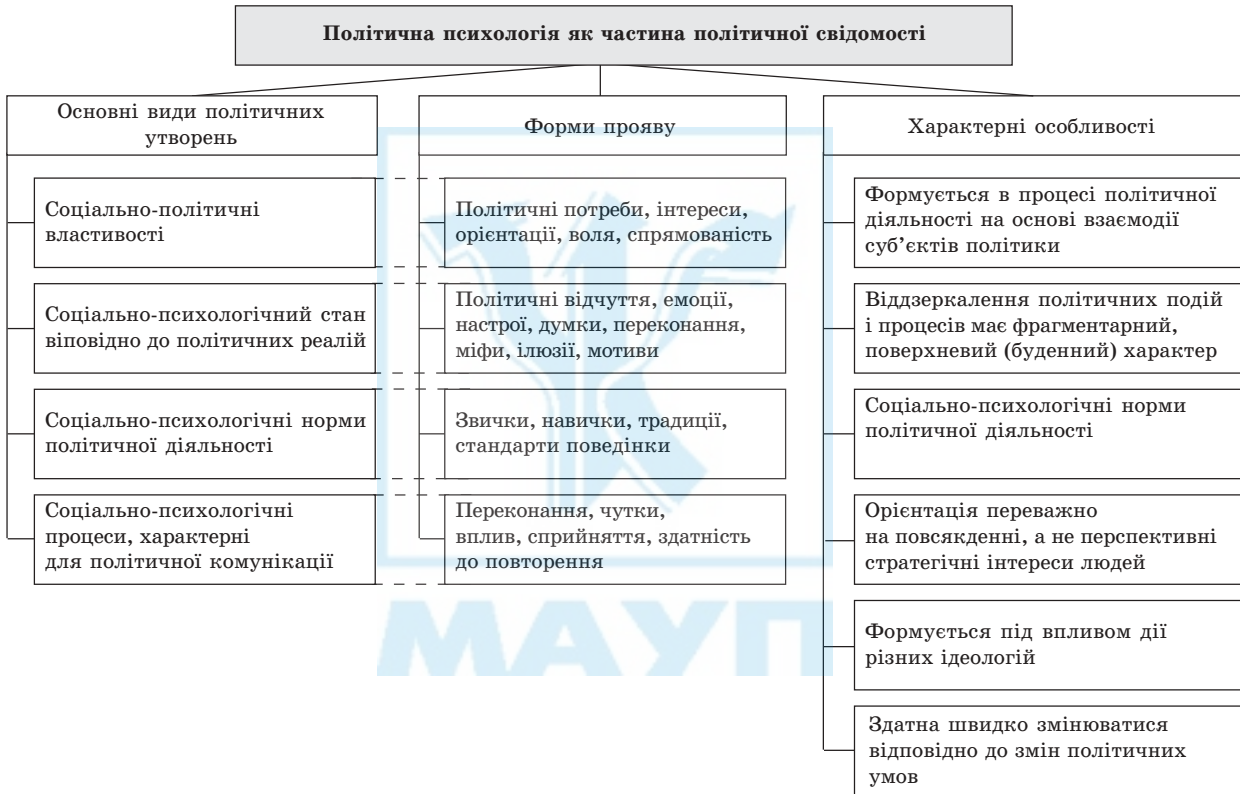 Політична психологія як частина політичної свідомості
Основні види політичних
утворень
Соціально-політичні
властивості
Соціально-психологічний стан
віповідно до політичних реалій
Соціально-психологічні норми
політичної діяльності
Соціально-психологічні
процеси, характерні
для політичної комунікації
Форми прояву
Політичні потреби, інтереси,
орієнтації, воля, спрямованість
Політичні відчуття, емоції,
настрої, думки, переконання,
міфи, ілюзії, мотиви
Звички, навички, традиції,
стандарти поведінки
Переконання, чутки,
вплив, сприйняття, здатність
до повторення
Характерні особливості
Формується в процесі політичної
діяльності на основі взаємодії
суб’єктів політики
Віддзеркалення політичних подій
і процесів має фрагментарний,
поверхневий (буденний) характер
Соціально-психологічні норми
політичної діяльності
Орієнтація переважно
на повсякденні, а не перспективні
стратегічні інтереси людей
Формується під впливом дії
різних ідеологій
Здатна швидко змінюватися
відповідно до змін політичних
умов
МАУП